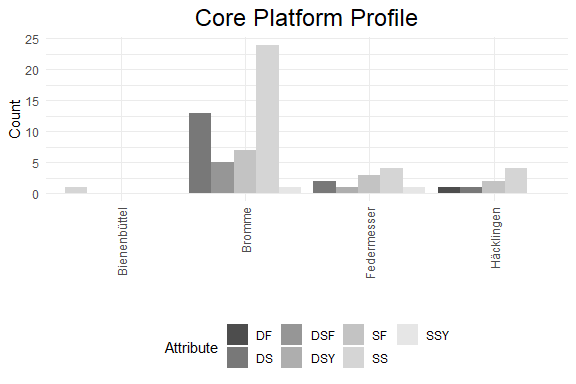 Core Platform Profile
Count
25
20
15
10
5
0
Bienenbüttel
Bromme
Federmesser
Häcklingen
Attribute
DF DSF SF SSY
DS DSY SS